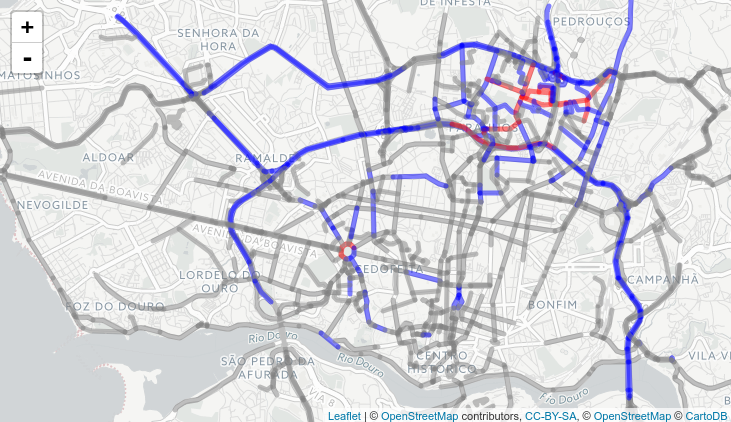 DE INFESTA
PEDROUÇOS
+
SENHORA DA
HORA
-
MATOSINHOS
PARANHOS
ALDOAR
RAMALDE
AVENIDA DA BOAVISTA
NEVOGILDE
AVENIDA DA BOAVISTA
CEDOFEITA
LORDELO DO
OURO
CAMPANHÃ
FOZ DO DOURO
BONFIM
Rio Douro
SÃO PEDRO DA
AFURADA
Rio Douro
CENTRO
HISTÓRICO
VILA V
VIA 8
Rio Douro
Leaflet | © OpenStreetMap contributors, CC-BY-SA, © OpenStreetMap © CartoDB